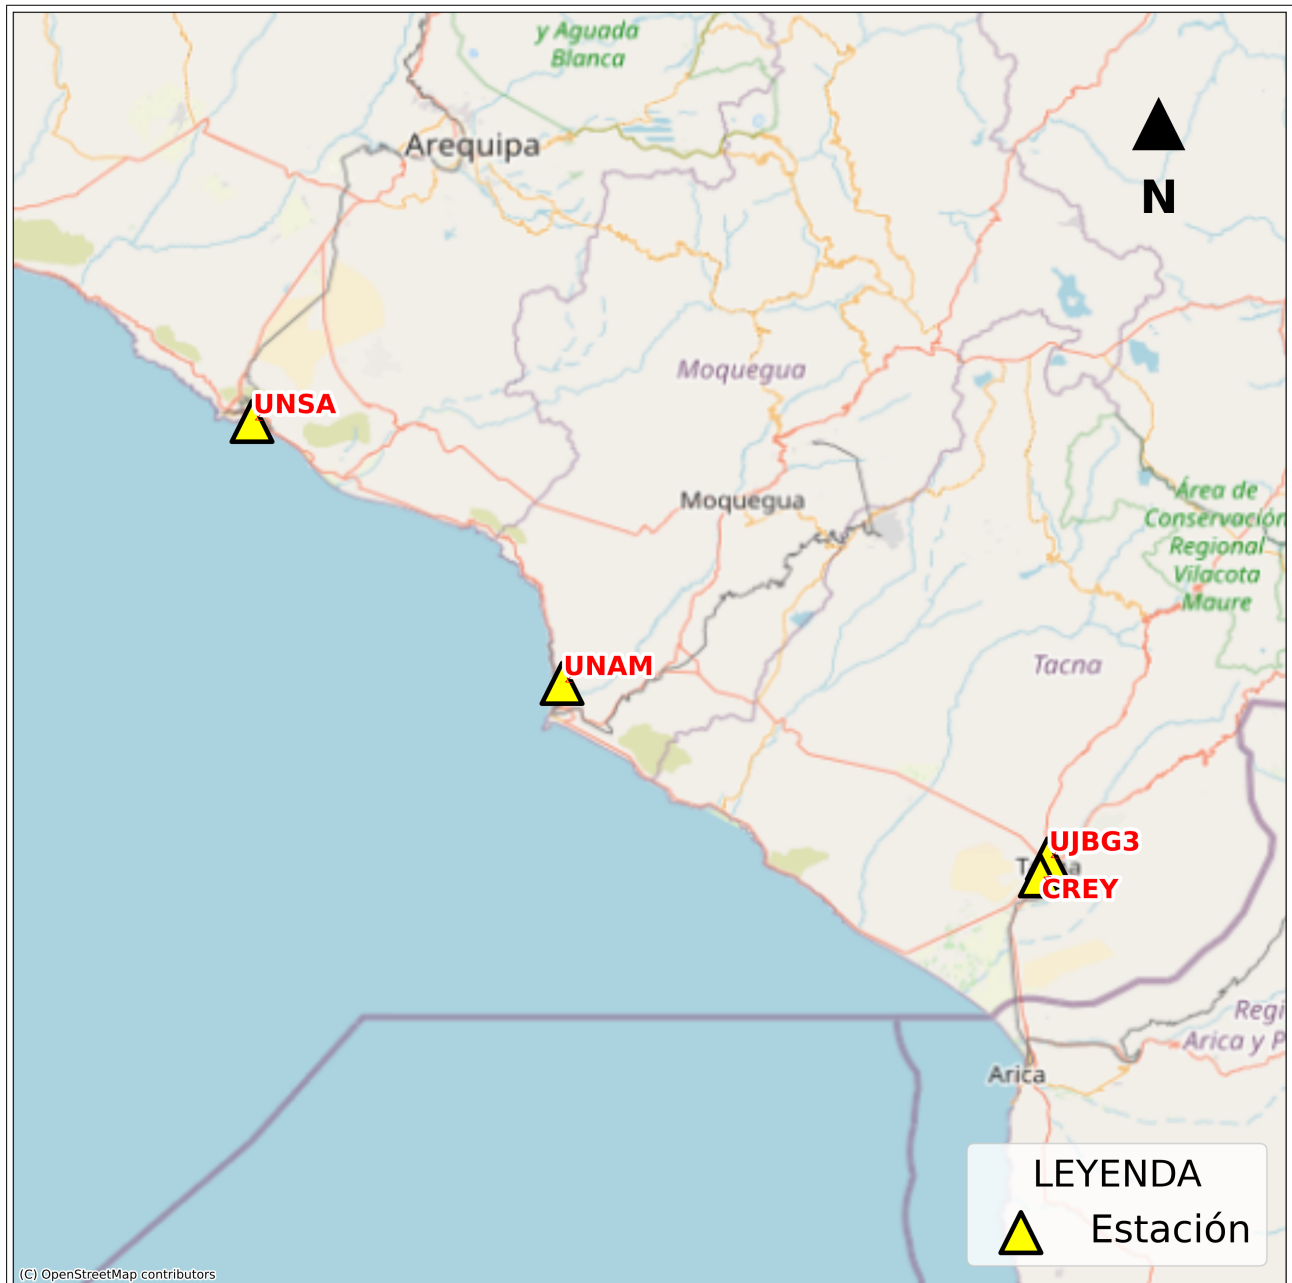 y Aguada
Blanca
Arequipa
N
Moquegua
UNSA
Moquegua
Área de
Conservación
Regional
Vilacota
Maure
UNAM
Tacna
UJBG3
CREY
Regi
Arica y P
Arica
LEYENDA
Estación
(C) OpenStreetMap contributors